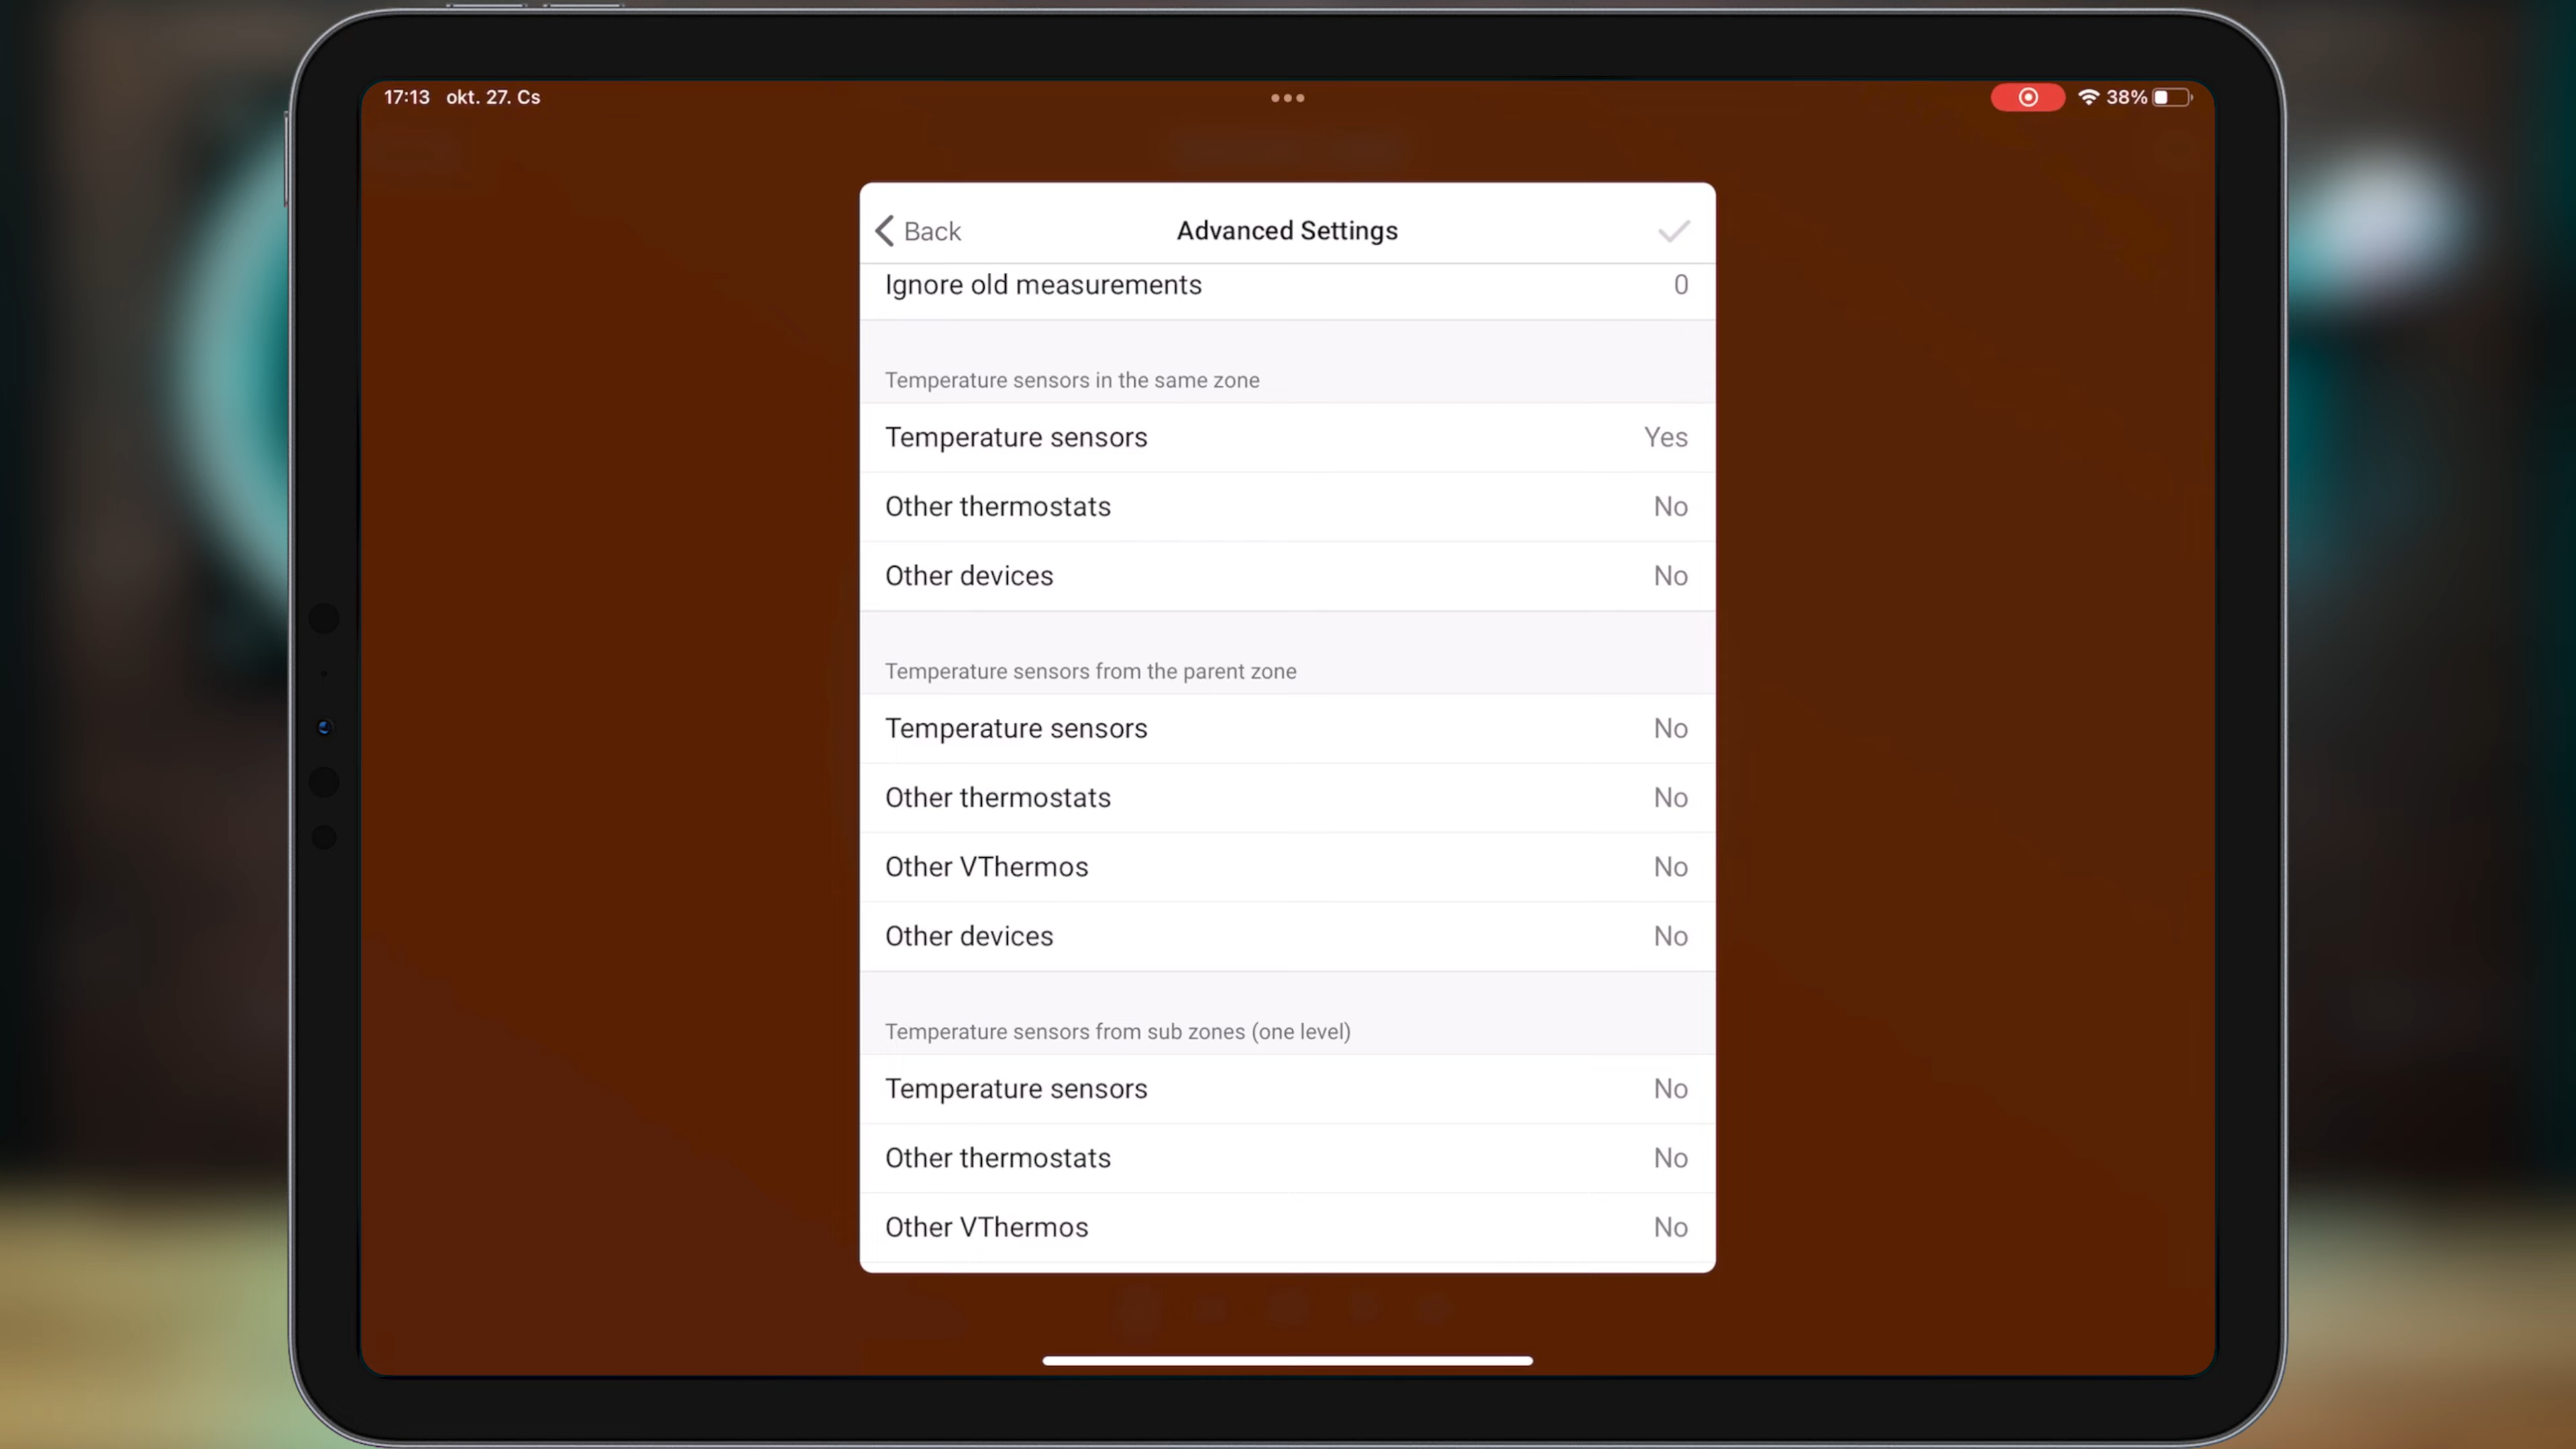 17:13 okt. 27. Cs
38%
Back
Advanced Settings
Ignore old measurements 0
Temperature sensors in the same zone
Temperature sensors Yes
Other thermostats No
Other devices No
Temperature sensors from the parent zone
Temperature sensors No
Other thermostats No
Other VThermos No
Other devices No
Temperature sensors from sub zones (one level)
Temperature sensors No
Other thermostats No
Other VThermos No